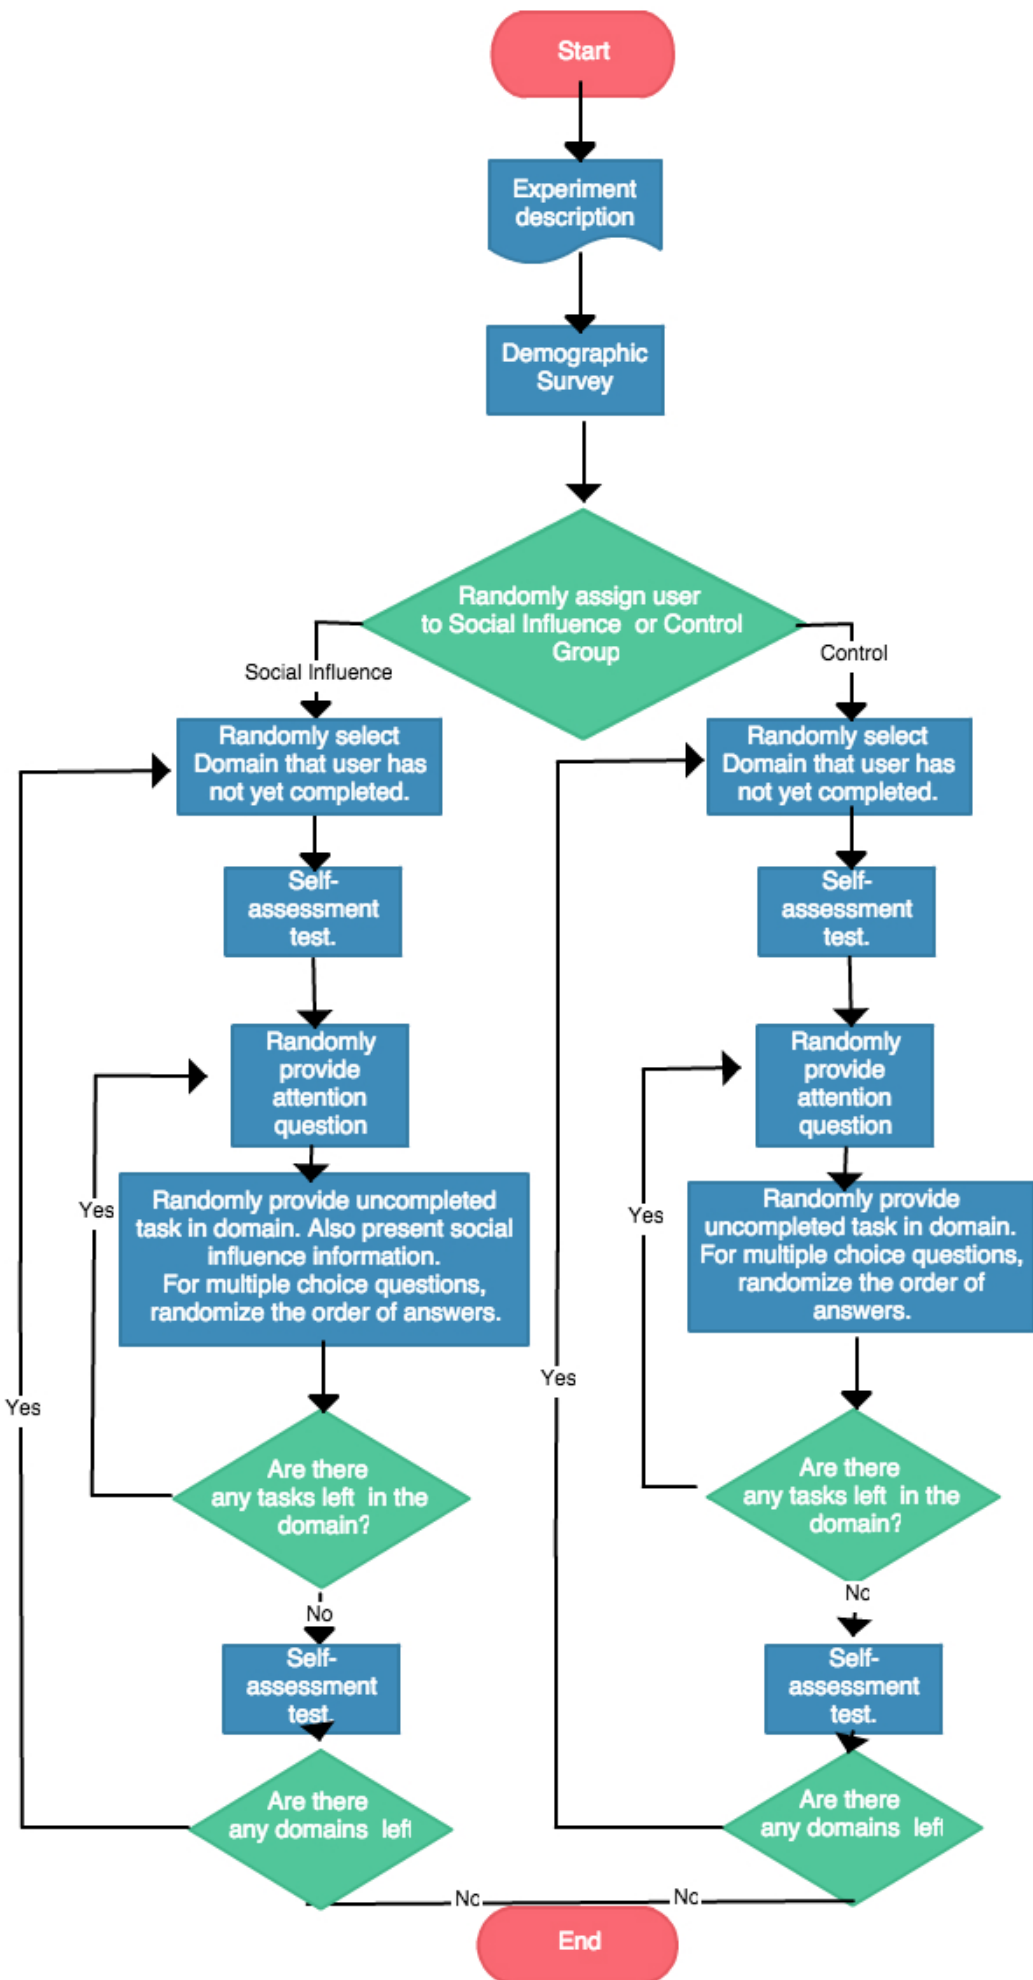 Start
Experiment
description
Demographic
Survey
Randomly assign user
to Social Influence or Control
Group
Social Influence
Control
Randomly select
Domain that user has
not yet completed.
Randomly select
Domain that user has
not yet completed.
Self-
assessment
test.
Self-
assessment
test.
Randomly
provide
attention
question
Randomly
provide
attention
question
Yes
Yes
Randomly provide uncompleted
task in domain. Also present social
influence information.
For multiple choice questions,
randomize the order of answers.
Randomly provide
uncompleted task in domain.
For multiple choice questions,
randomize the order of
answers.
Yes
Yes
Are there
any tasks left in the
domain?
Are there
any tasks left in the
domain?
No
No
Self-
assessment
test.
Self-
assessment
test.
Are there
any domains left
Are there
any domains left
No
No
End